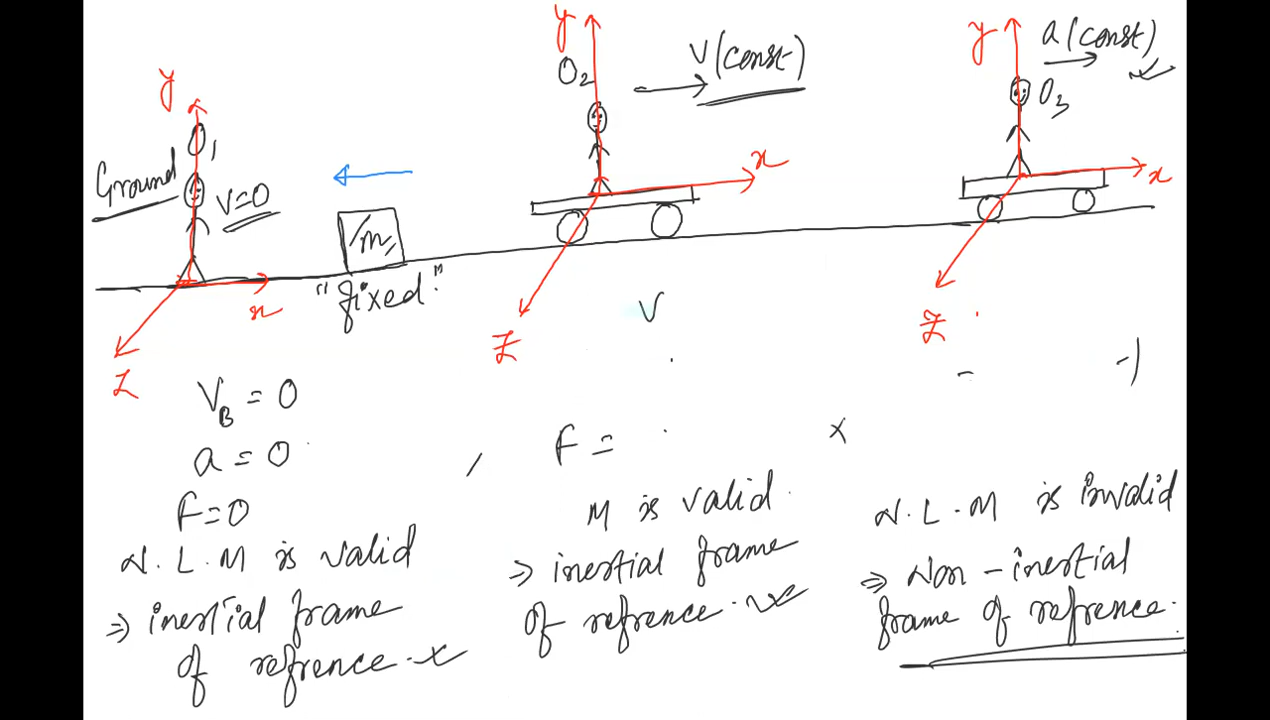 y
O₁
Ground
V=0
x
z
m
"fixed."
y
O₂
V (const)
x
z
V
y
a (const)
O₃
x
z
V_B = 0
a = 0
F=0
N.L.M is valid
⇒ inertial frame
of refrence.
F =
M is valid.
⇒ inertial frame
of refrence.
x
N.L.M is invalid
⇒ Non-inertial
frame of refrence.